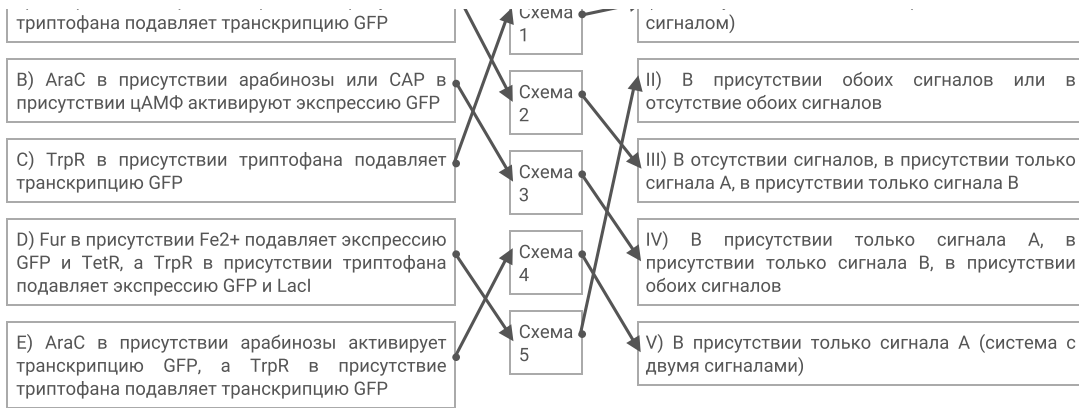 триптофана подавляет транскрипцию GFP
B) AraC в присутствии арабинозы или CAP в
присутствии цАМФ активируют экспрессию GFP
C) TrpR в присутствии триптофана подавляет
транскрипцию GFP
D) Fur в присутствии Fe2+ подавляет экспрессию
GFP и TetR, а TrpR в присутствии триптофана
подавляет экспрессию GFP и LacI
E) AraC в присутствии арабинозы активирует
транскрипцию GFP, а TrpR в присутствие
триптофана подавляет транскрипцию GFP
Схема
1
Схема
2
Схема
3
Схема
4
Схема
5
сигналом)
II) В присутствии обоих сигналов или в
отсутствие обоих сигналов
III) В отсутствии сигналов, в присутствии только
сигнала А, в присутствии только сигнала В
IV) В присутствии только сигнала А, в
присутствии только сигнала В, в присутствии
обоих сигналов
V) В присутствии только сигнала А (система с
двумя сигналами)